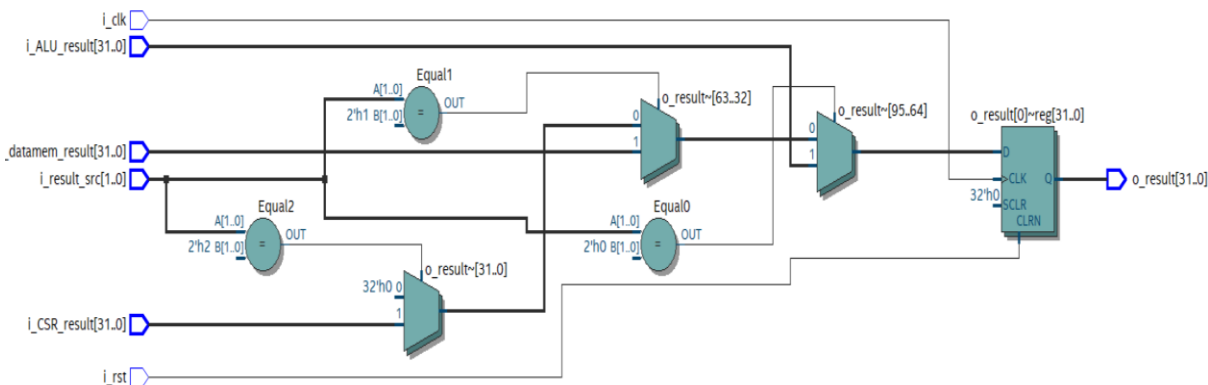 i_clk
i_ALU_result[31..0]
Equal1
A[1..0]
OUT
2'h1 B[1..0]
=
o_result~[63..32]
0
1
o_result~[95..64]
0
1
o_result[0]~reg[31..0]
D
>CLK
Q
32'h0
SCLR
CLRN
o_result[31..0]
_datamem_result[31..0]
i_result_src[1..0]
Equal2
A[1..0]
OUT
2'h2 B[1..0]
=
Equal0
A[1..0]
OUT
2'h0 B[1..0]
=
o_result~[31..0]
32'h0 0
1
i_CSR_result[31..0]
i_rst